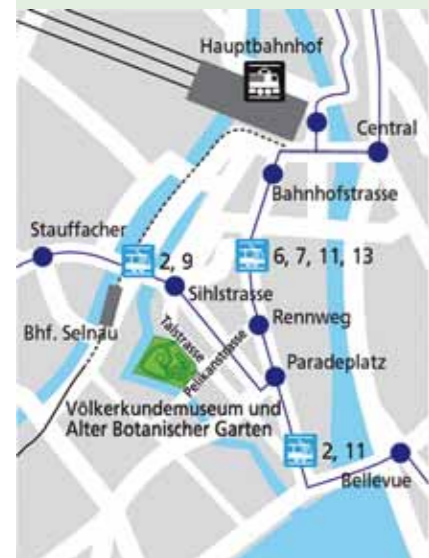 Hauptbahnhof
Central
Bahnhofstrasse
Stauffacher
2, 9
6, 7, 11, 13
Sihlstrasse
Rennweg
Bhf. Selnau
Talstrasse
Pelikanstrasse
Paradeplatz
Völkerkundemuseum und
Alter Botanischer Garten
2, 11
Bellevue